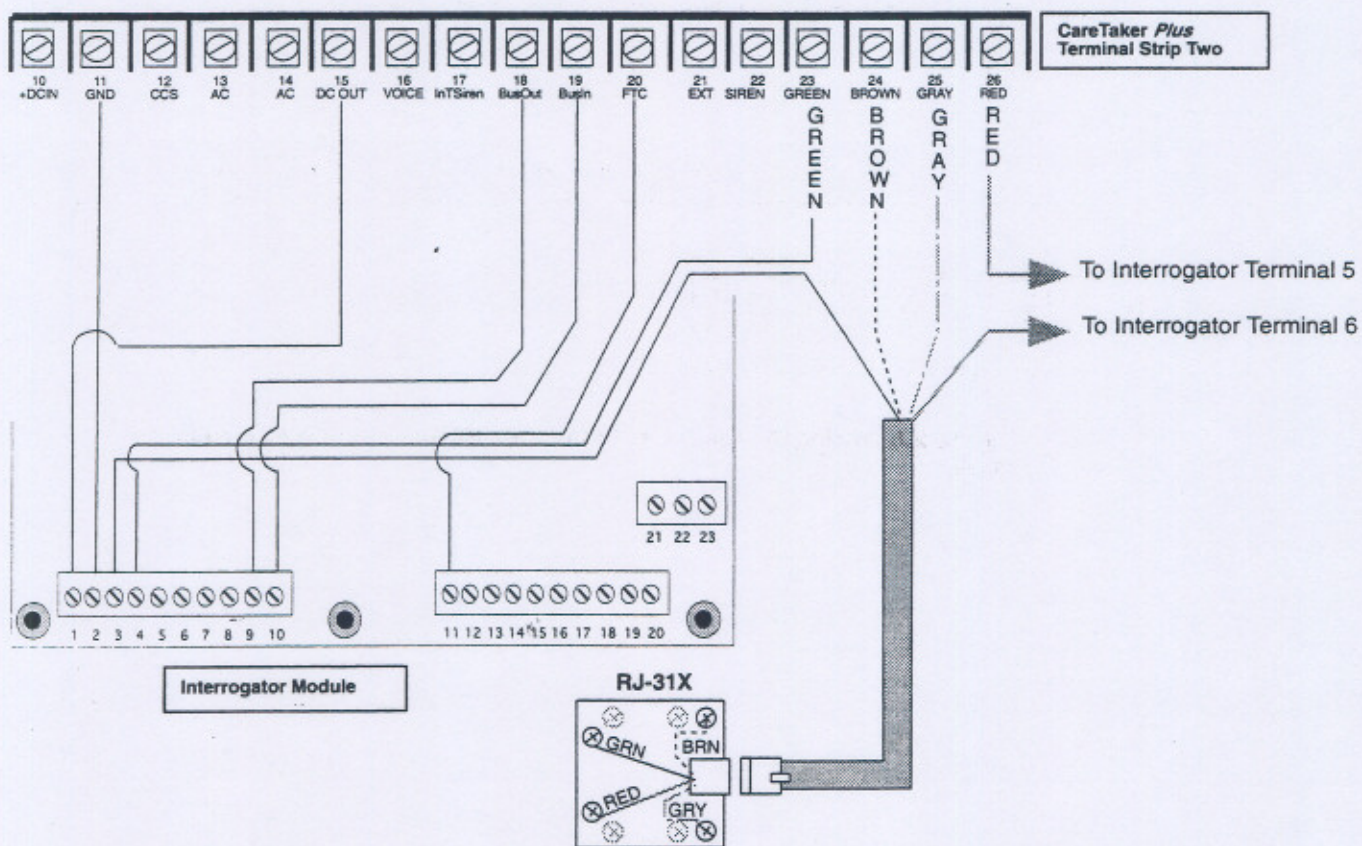 CareTaker Plus
Terminal Strip Two
10 11 12 13 14 15 16 17 18 19 20 21 22 23 24 25 26
+DCIN GND CCS AC AC DC OUT VOICE InTSiren BusOut BusIn FTC EXT SIREN GREEN BROWN GRAY RED
GREEN
BROWN
GRAY
RED
To Interrogator Terminal 5
To Interrogator Terminal 6
21 22 23
1 2 3 4 5 6 7 8 9 10
11 12 13 14 15 16 17 18 19 20
Interrogator Module
RJ-31X
GRN
BRN
RED
GRY